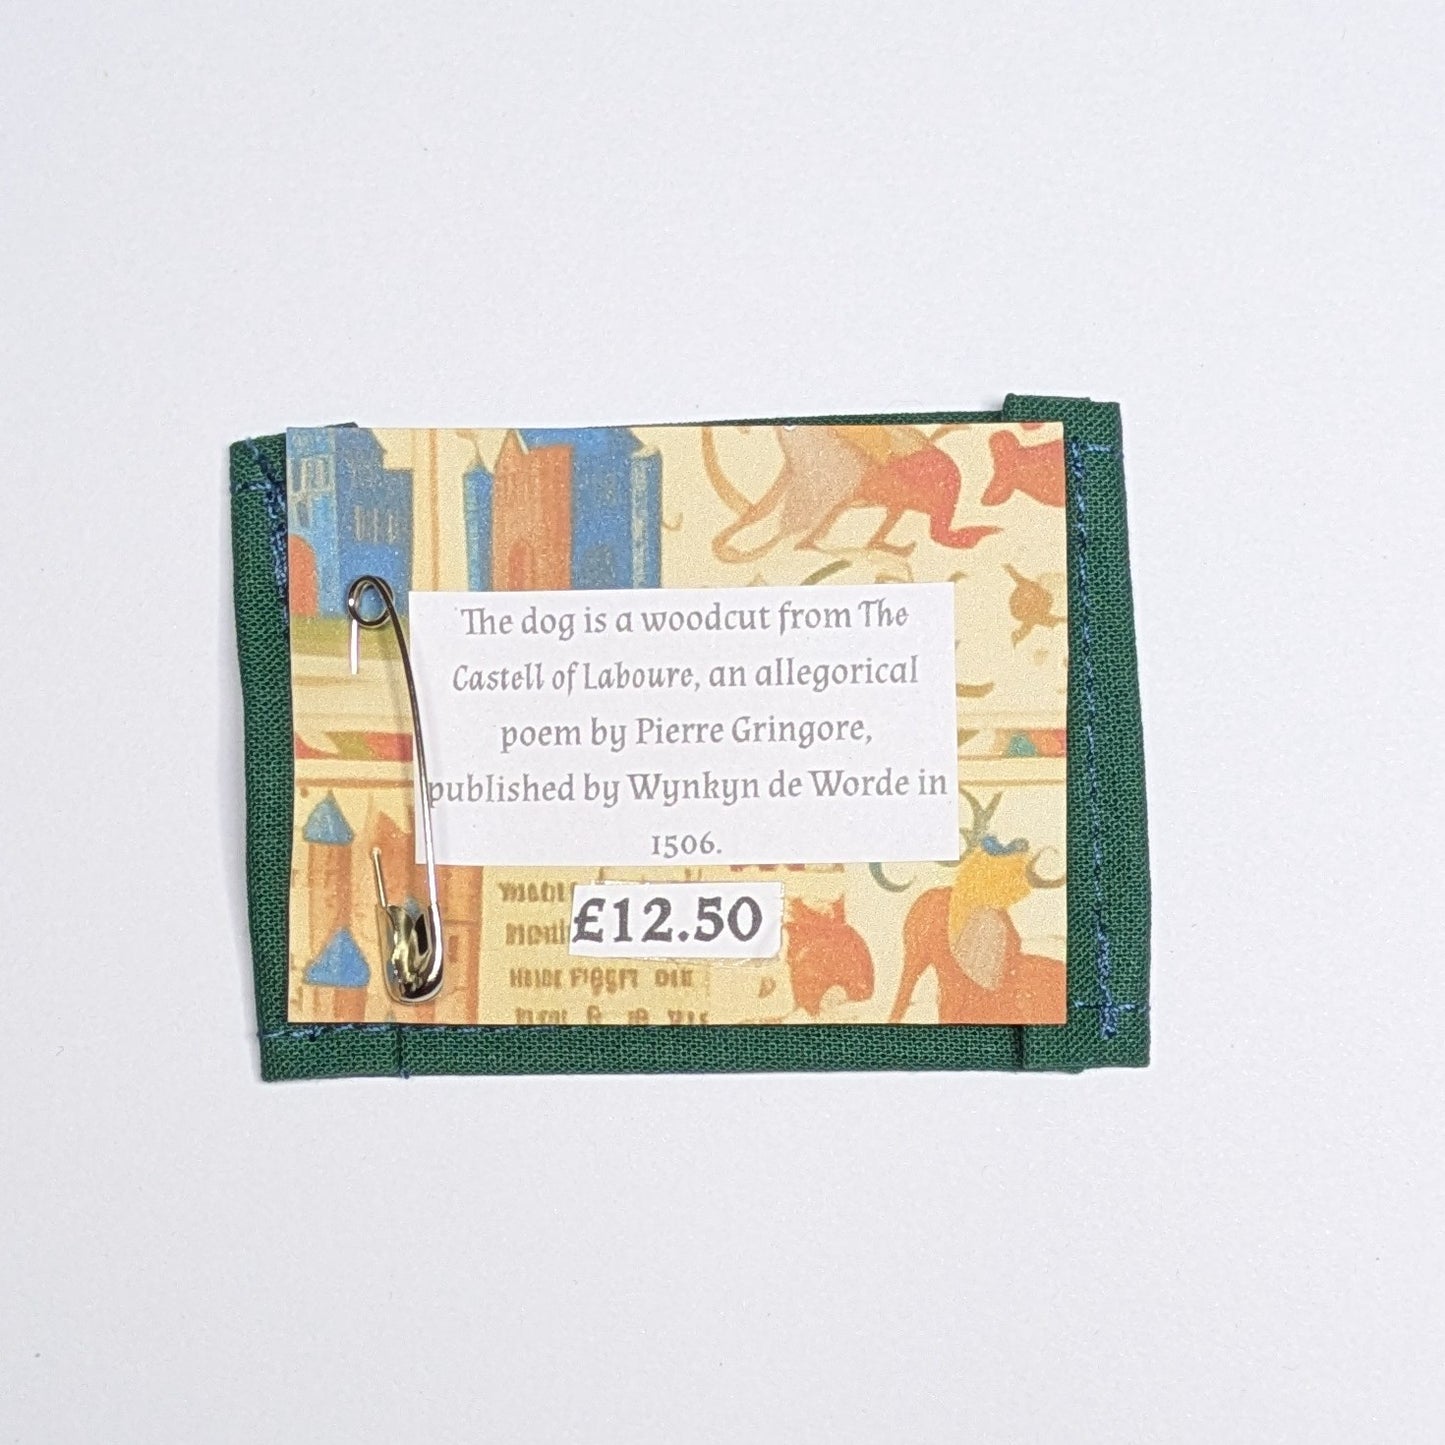 The dog is a woodcut from The
Castell of Laboure, an allegorical
poem by Pierre Gringore,
published by Wynkyn de Worde in
1506.
£12.50